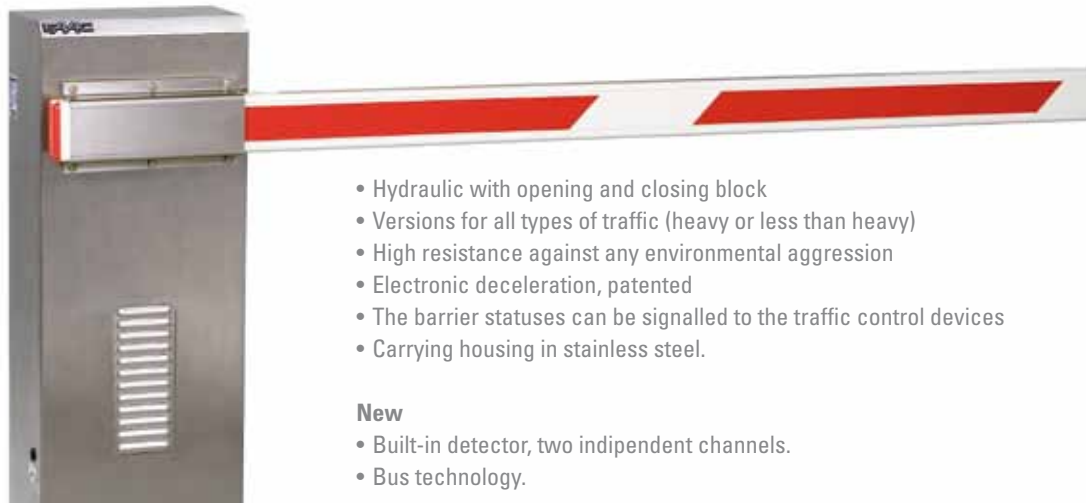 • Hydraulic with opening and closing block
• Versions for all types of traffic (heavy or less than heavy)
• High resistance against any environmental aggression
• Electronic deceleration, patented
• The barrier statuses can be signalled to the traffic control devices
• Carrying housing in stainless steel.
New
• Built-in detector, two indipendent channels.
• Bus technology.